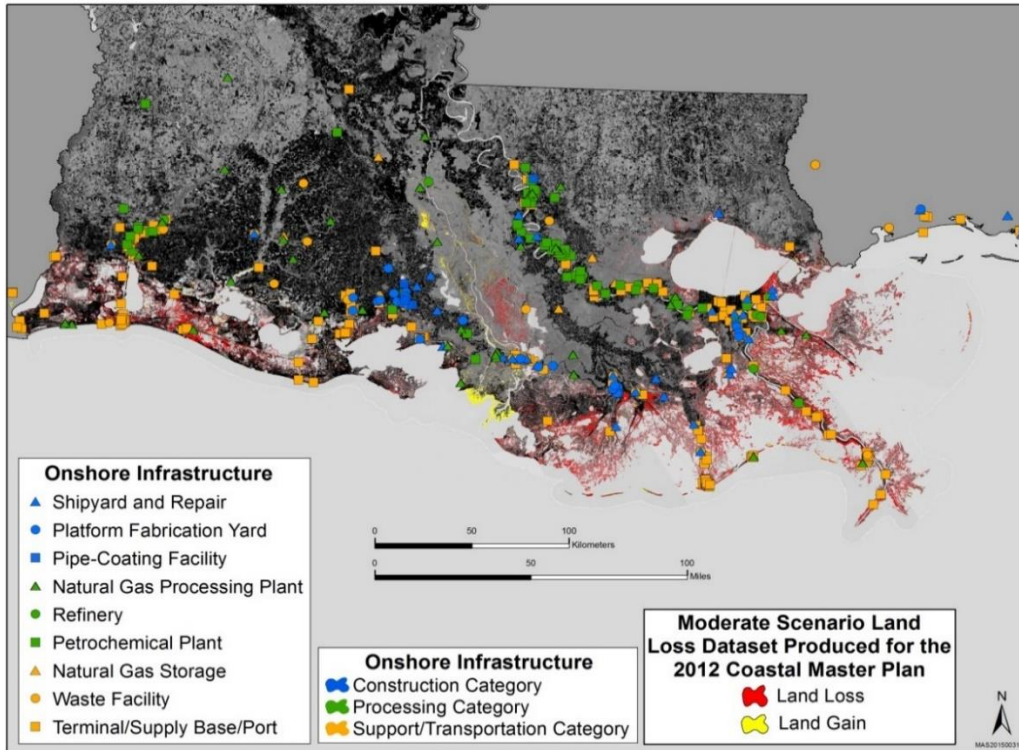 0 50 100
Kilometers
0 50 100
Miles
Onshore Infrastructure
Shipyard and Repair
Platform Fabrication Yard
Pipe-Coating Facility
Natural Gas Processing Plant
Refinery
Petrochemical Plant
Natural Gas Storage
Waste Facility
Terminal/Supply Base/Port
Onshore Infrastructure
Construction Category
Processing Category
Support/Transportation Category
Moderate Scenario Land
Loss Dataset Produced for the
2012 Coastal Master Plan
Land Loss
Land Gain
N